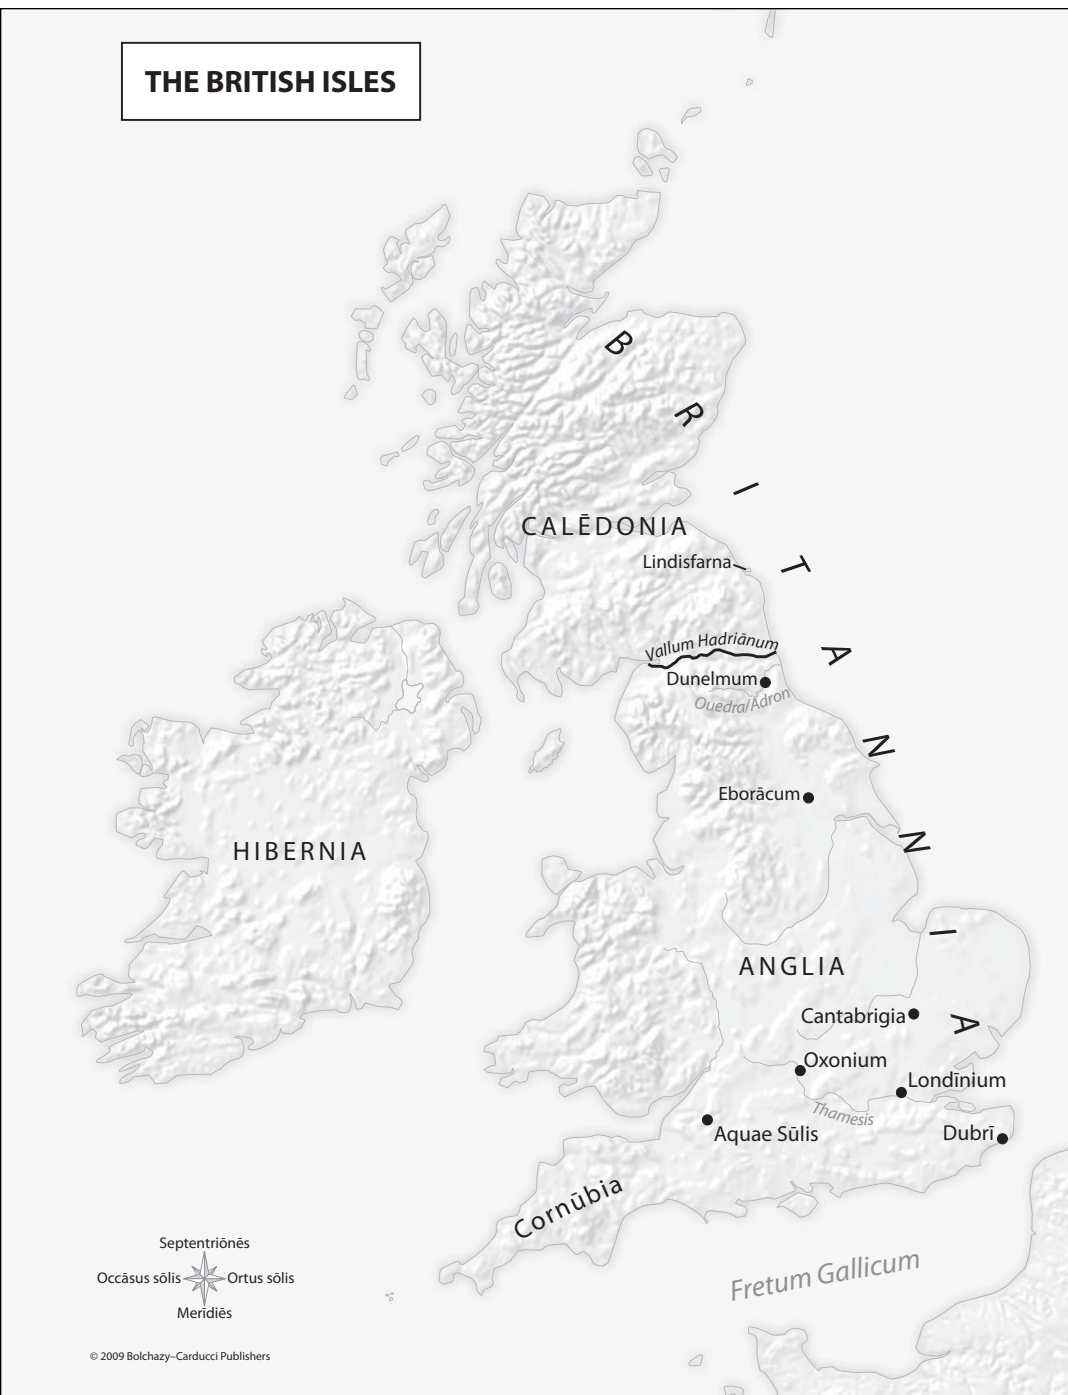 THE BRITISH ISLES
BRITANNIA
CALĒDONIA
Lindisfarna
Vallum Hadriānum
Dunelmum
Ouedra/Adron
Eborācum
HIBERNIA
ANGLIA
Cantabrigia
Oxonium
Londīnium
Thamesis
Aquae Sūlis
Dubrī
Cornūbia
Fretum Gallicum
Septentriōnēs
Occāsus sōlis
Ortus sōlis
Merīdiēs
© 2009 Bolchazy–Carducci Publishers